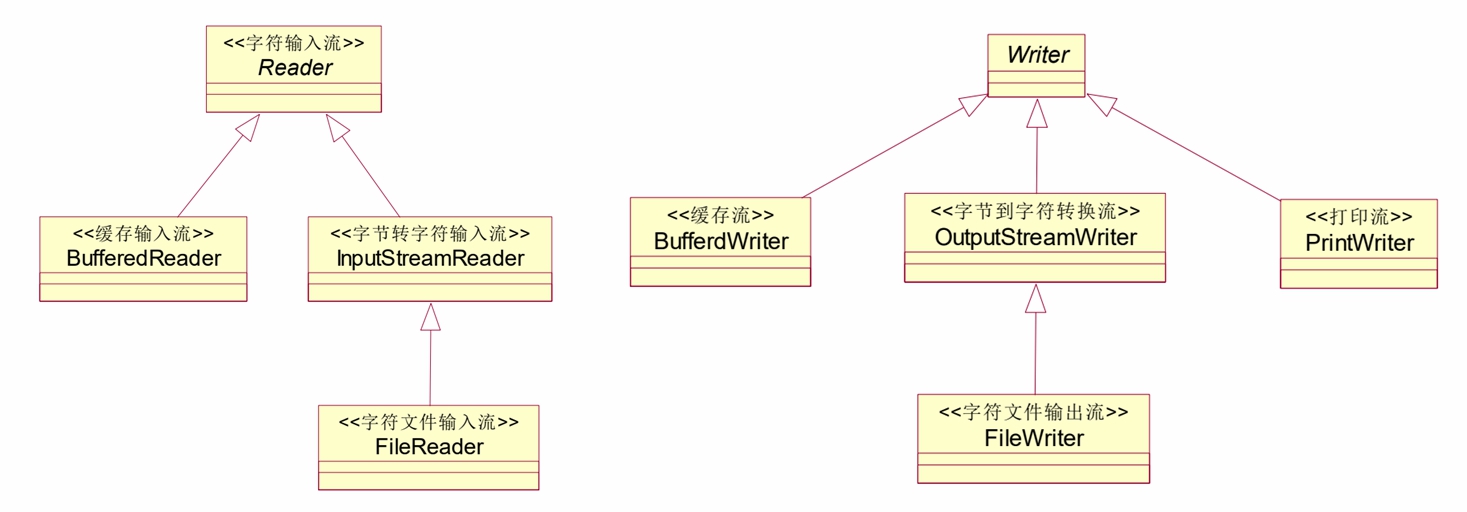 <<字符输入流>>
Reader
<<缓存输入流>>
BufferedReader
<<字节转字符输入流>>
InputStreamReader
<<字符文件输入流>>
FileReader
Writer
<<缓存流>>
BufferdWriter
<<字节到字符转换流>>
OutputStreamWriter
<<打印流>>
PrintWriter
<<字符文件输出流>>
FileWriter